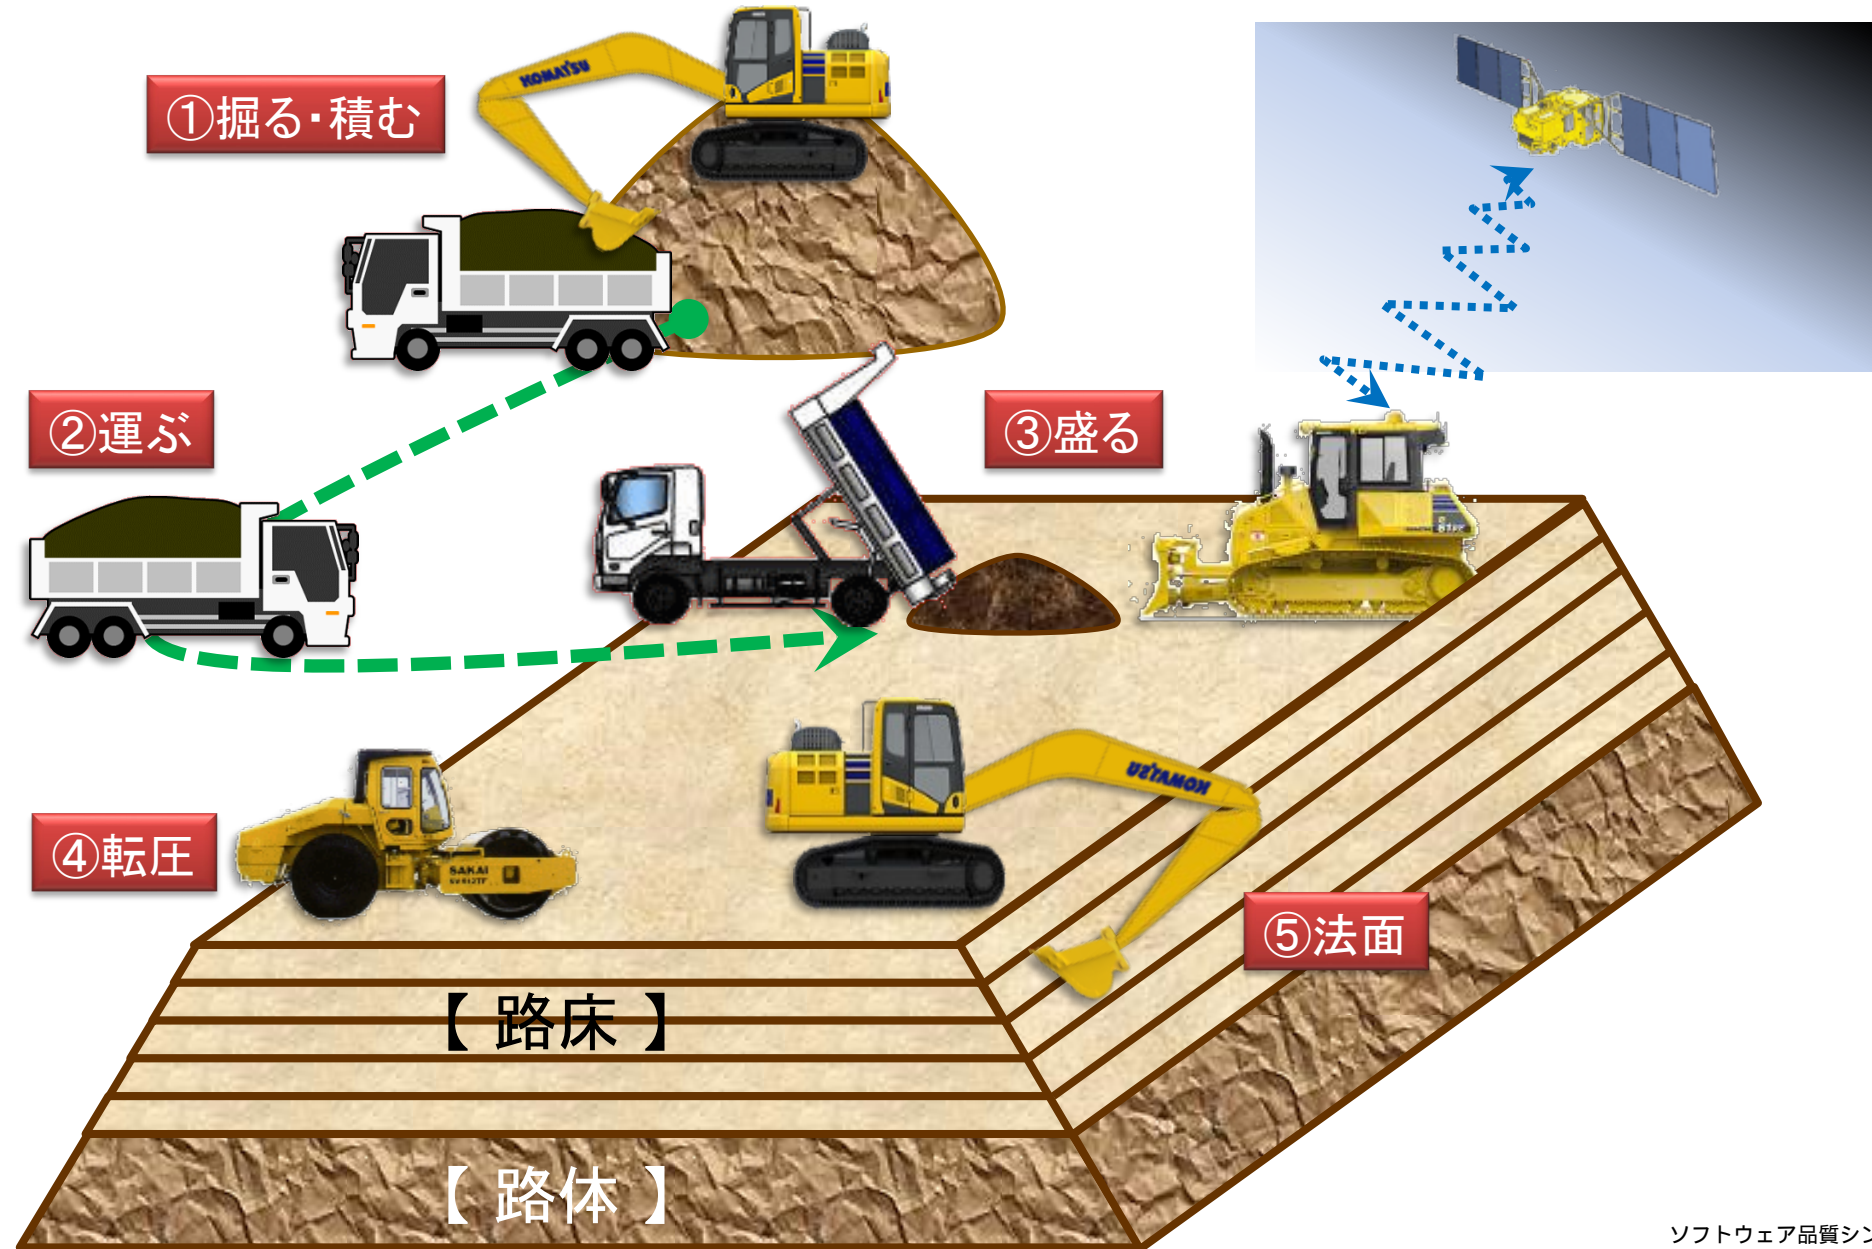 ①掘る・積む
KOMATSU
②運ぶ
③盛る
④転圧
SAKAI
KOMATSU
⑤法面
【 路床 】
【 路体 】
ソフトウェア品質シン